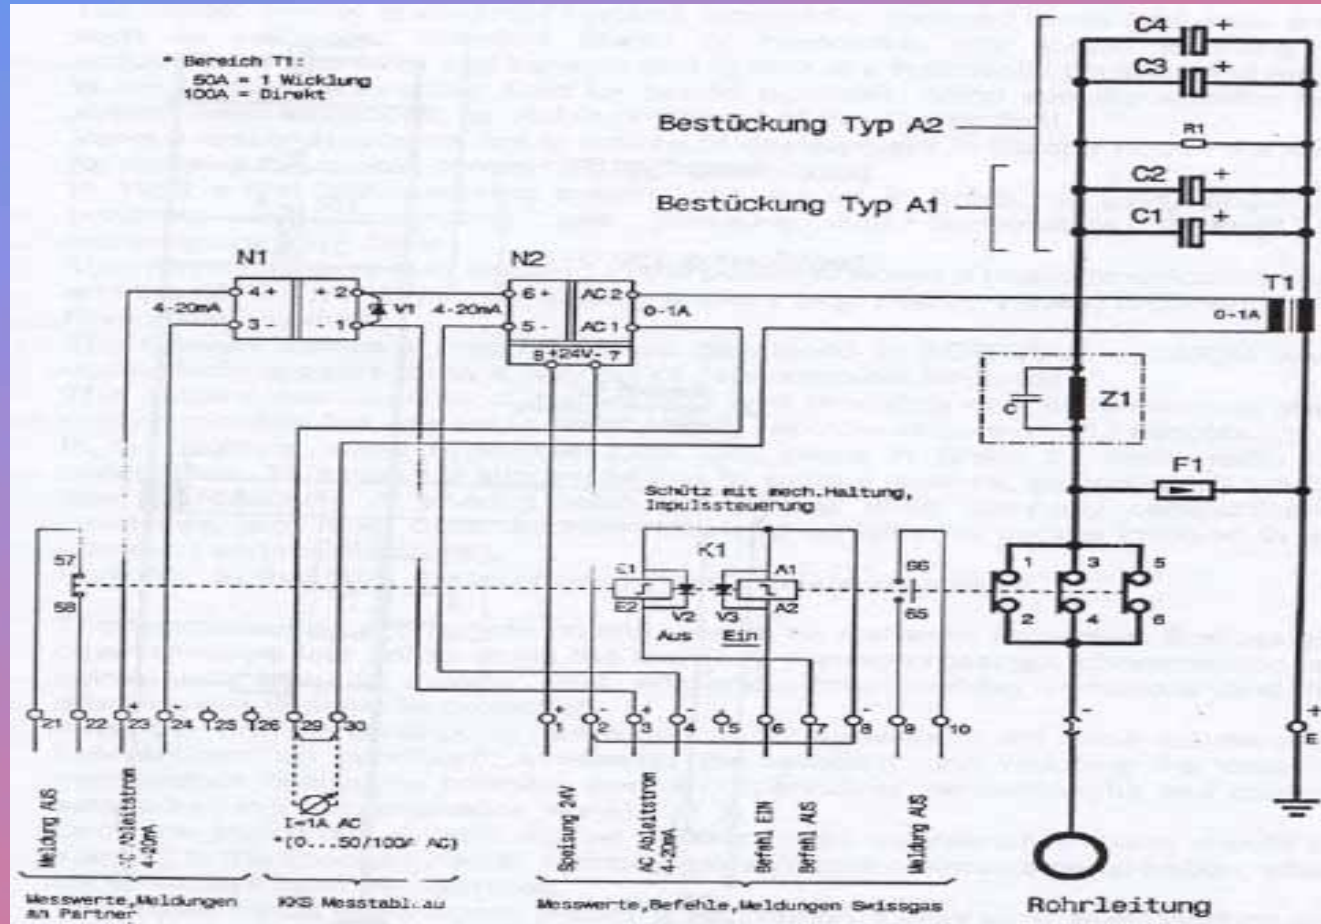 * Bereich T1:
50A = 1 Wicklung
100A = Direkt
C4 +
C3 +
Bestückung Typ A2
R1
C2 +
Bestückung Typ A1
C1 +
N1
N2
T1
4-20mA
4 +
+ 2
3 -
- 1
V1
4-20mA
6 +
AC 2
5 -
AC 1
0-1A
0-1A
8 +24V - 7
C
Z1
F1
Schütz mit mech.Haltung,
Impulssteuerung
K1
57
58
E1
E2
A1
A2
V2
V3
Aus
Ein
66
65
1
3
5
2
4
6
21
22
+
23
-
24
25
26
29
30
+
1
-
2
+
3
-
4
5
6
7
-
8
9
10
-
+
E
Meldung AUS
AC Ableitstrom
4-20mA
I=1A AC
*(0...50/100A AC)
Speisung 24V
AC Ableitstrom
4-20mA
Befehl EIN
Befehl AUS
Meldung AUS
Messwerte,Meldungen
an Partner
KKS Messtableau
Messwerte,Befehle,Meldungen Swissgas
Rohrleitung